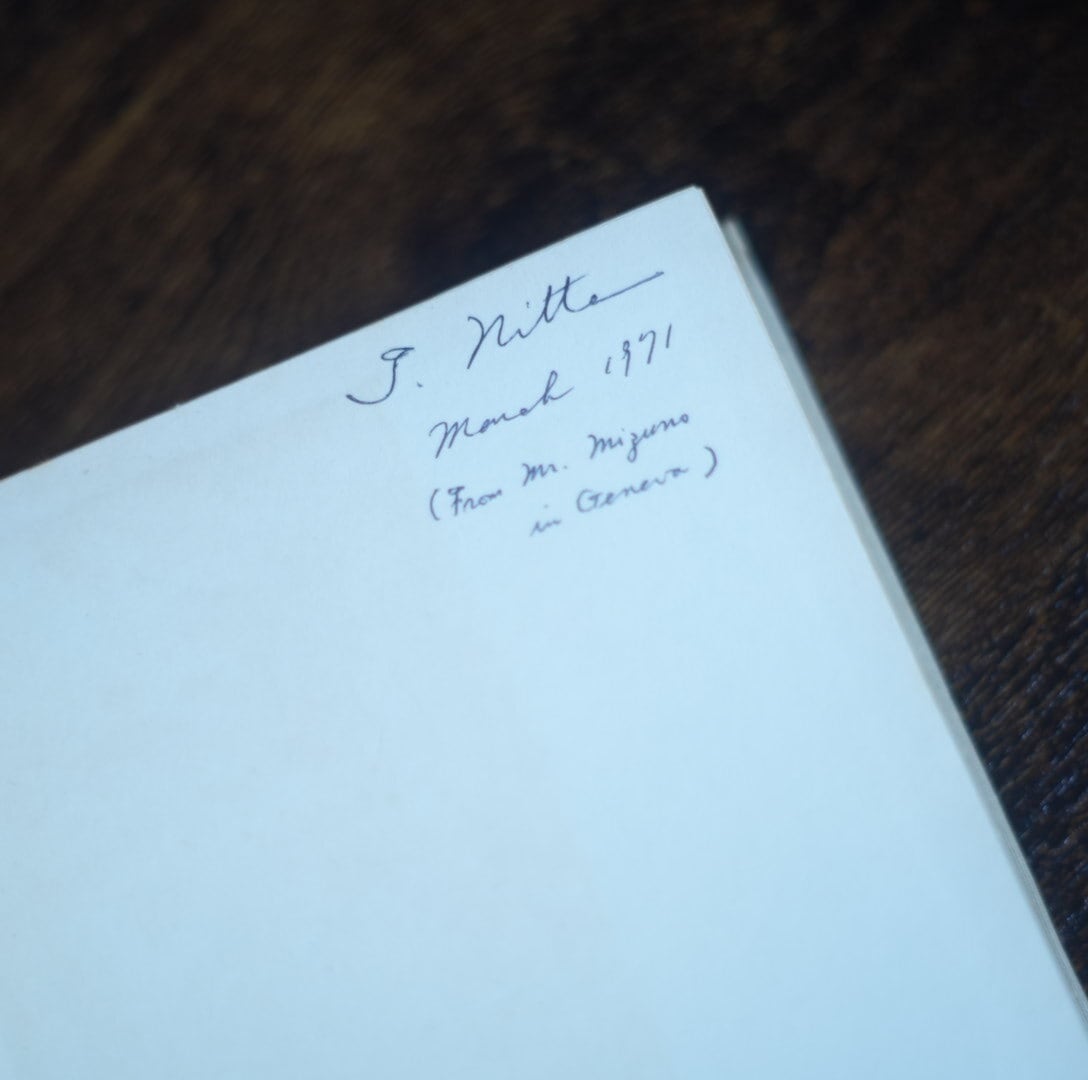 Nitta
March 1971
(From Mr. Mizuno
in Geneva)